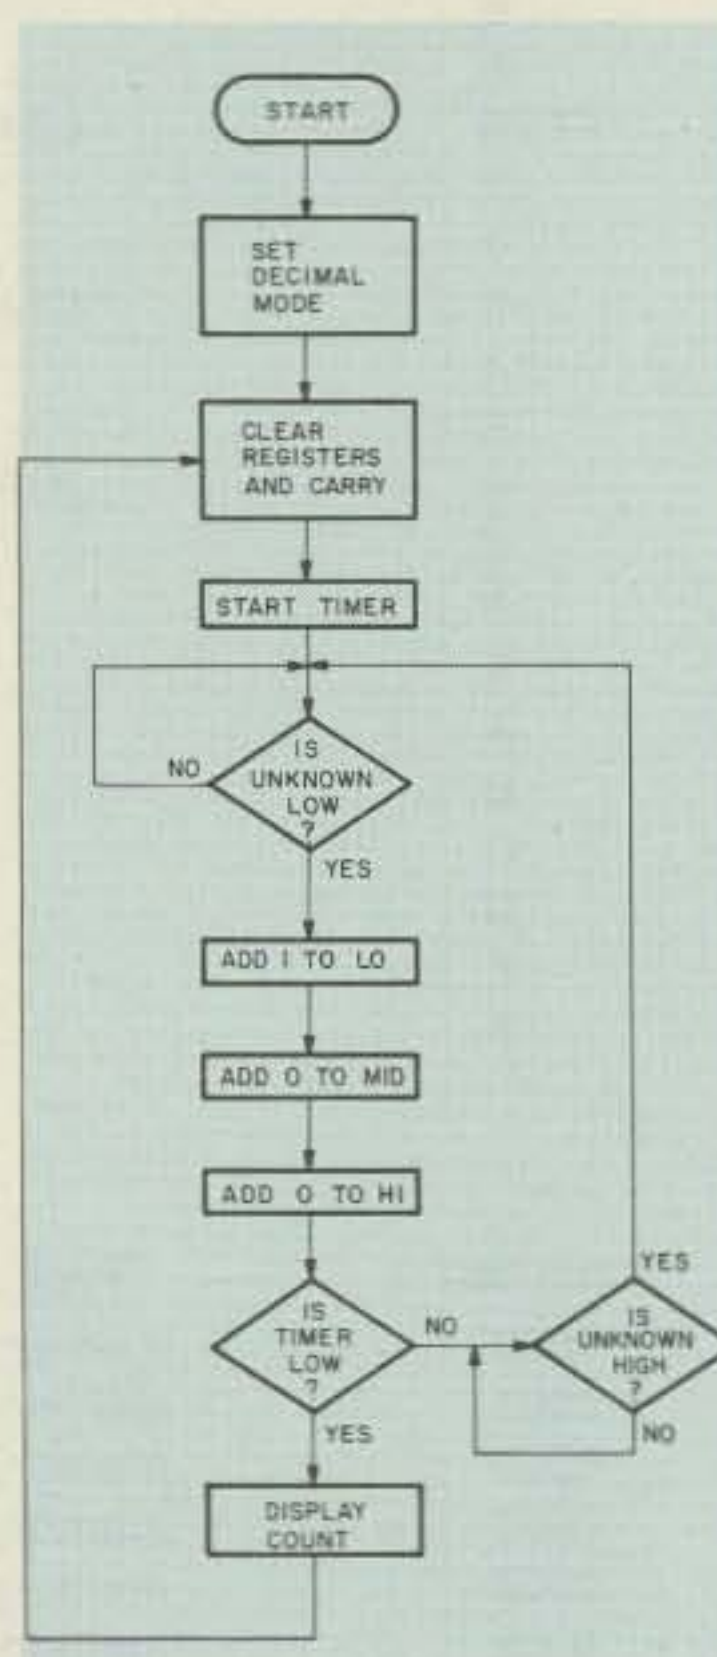 START
SET
DECIMAL
MODE
CLEAR
REGISTERS
AND CARRY
START TIMER
IS
UNKNOWN
LOW
?
NO
YES
ADD 1 TO LO
ADD 0 TO MID
ADD 0 TO HI
IS
TIMER
LOW
?
NO
YES
IS
UNKNOWN
HIGH
?
YES
NO
DISPLAY
COUNT